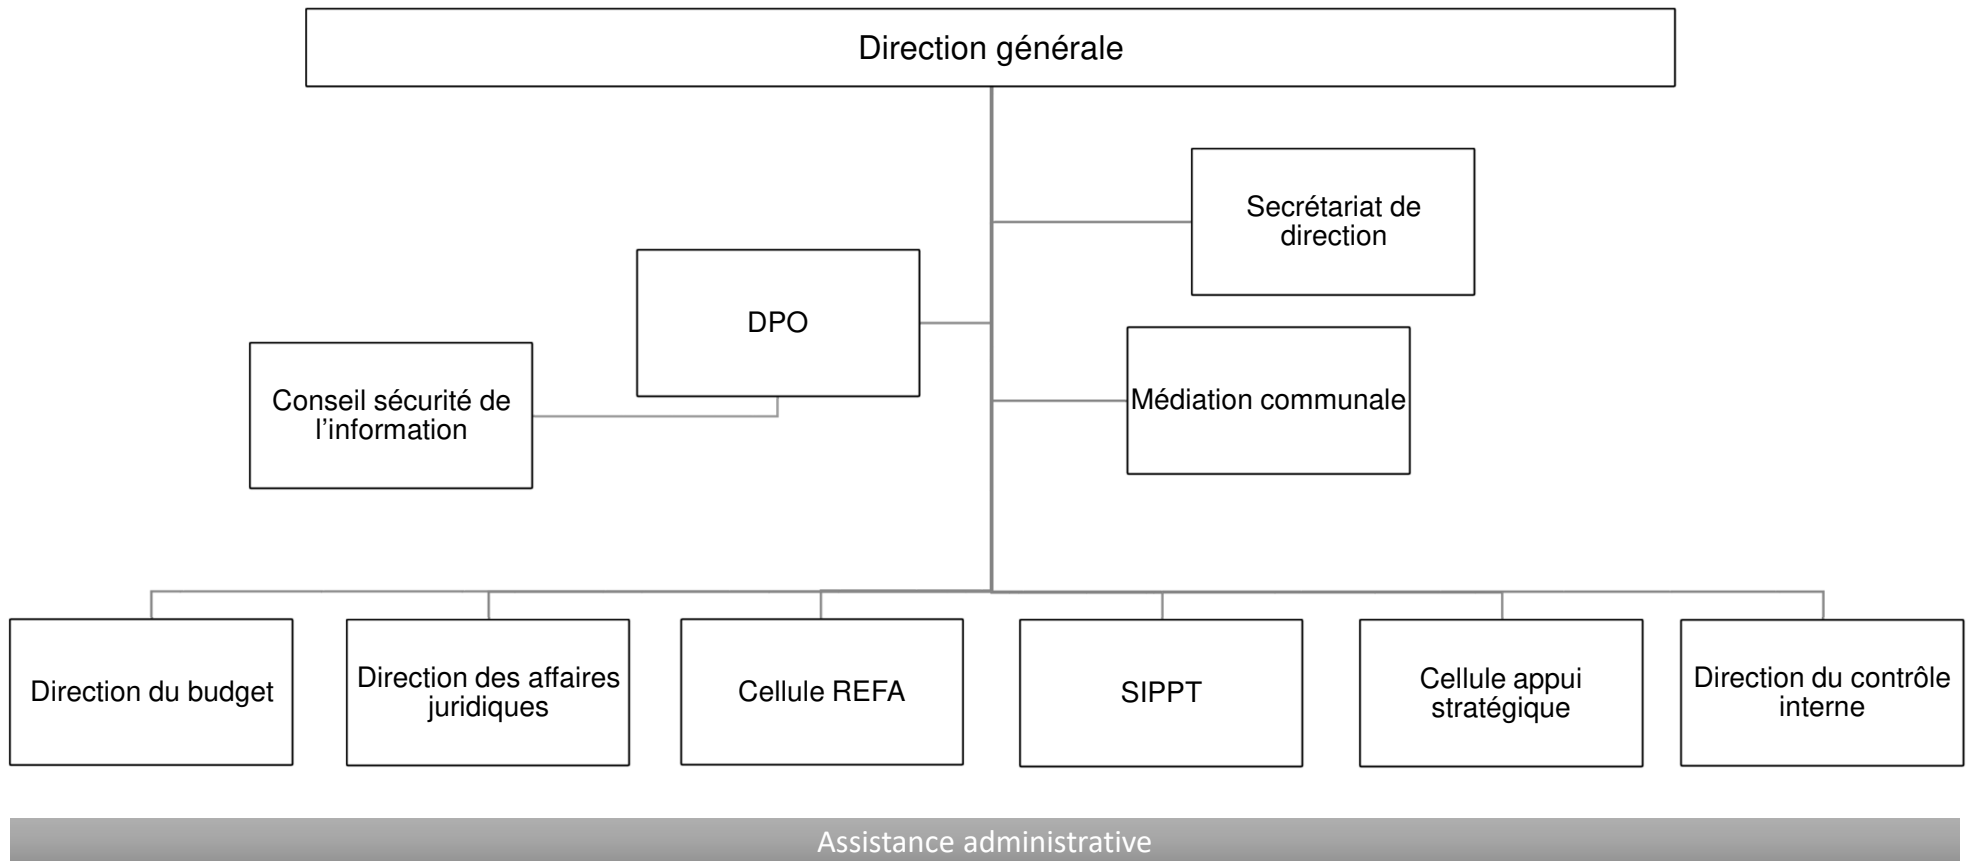 Direction générale
Secrétariat de
direction
DPO
Médiation communale
Conseil sécurité de
l’information
Direction du budget
Direction des affaires
juridiques
Cellule REFA
SIPPT
Cellule appui
stratégique
Direction du contrôle
interne
Assistance administrative